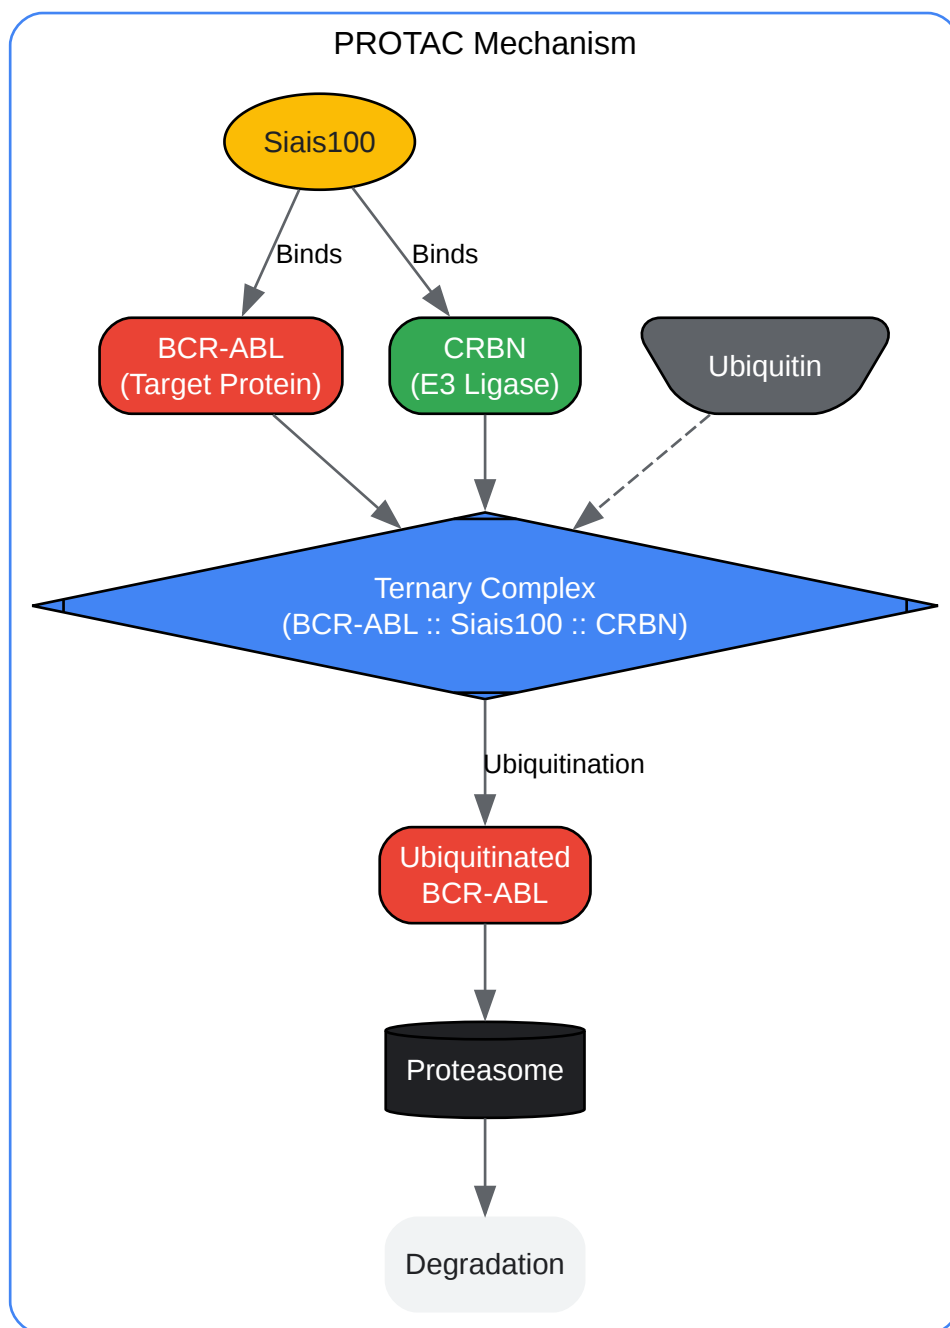 PROTAC Mechanism
Siais100
Binds
Binds
BCR-ABL
(Target Protein)
CRBN
(E3 Ligase)
Ubiquitin
Ternary Complex
(BCR-ABL :: Siais100 :: CRBN)
Ubiquitination
Ubiquitinated
BCR-ABL
Proteasome
Degradation